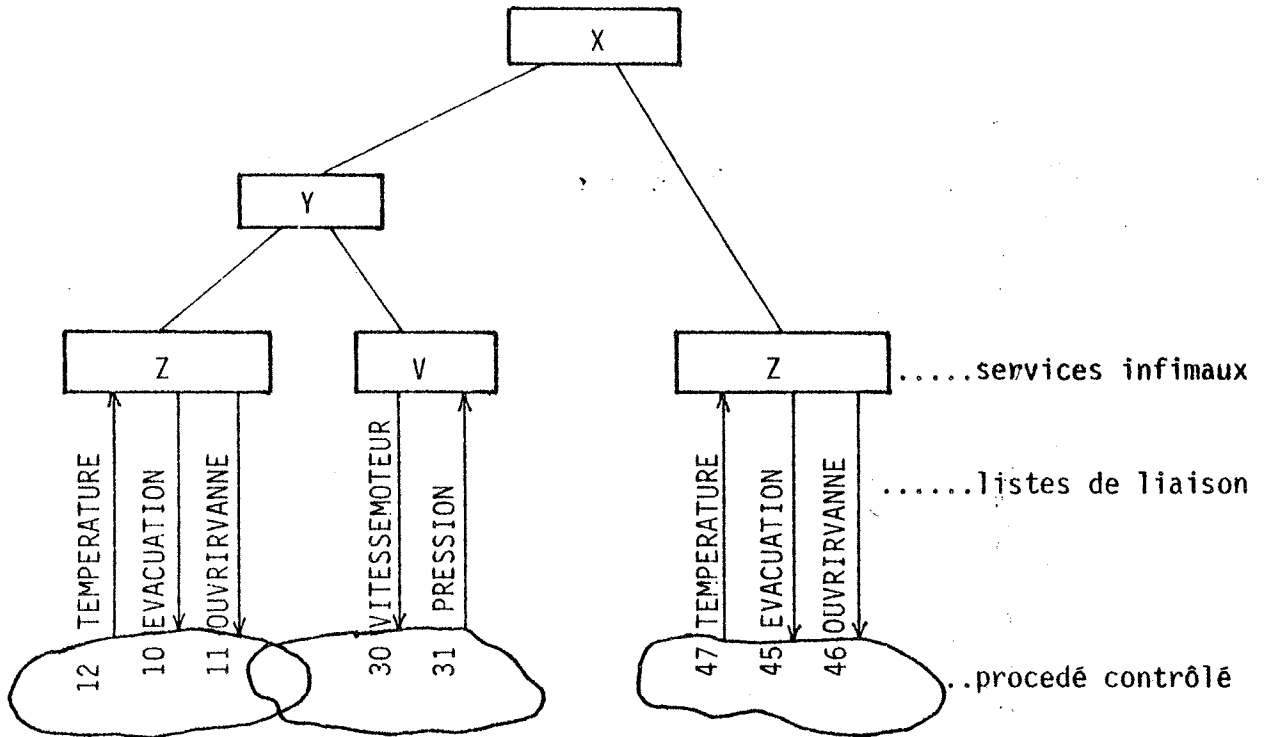 X
Y
Z
V
Z
.....services infimaux
TEMPERATURE
EVACUATION
OUVRIRVANNE
VITESSEMOTEUR
PRESSION
TEMPERATURE
EVACUATION
OUVRIRVANNE
......listes de liaison
12
10
11
30
31
47
45
46
..procedé contrôlé